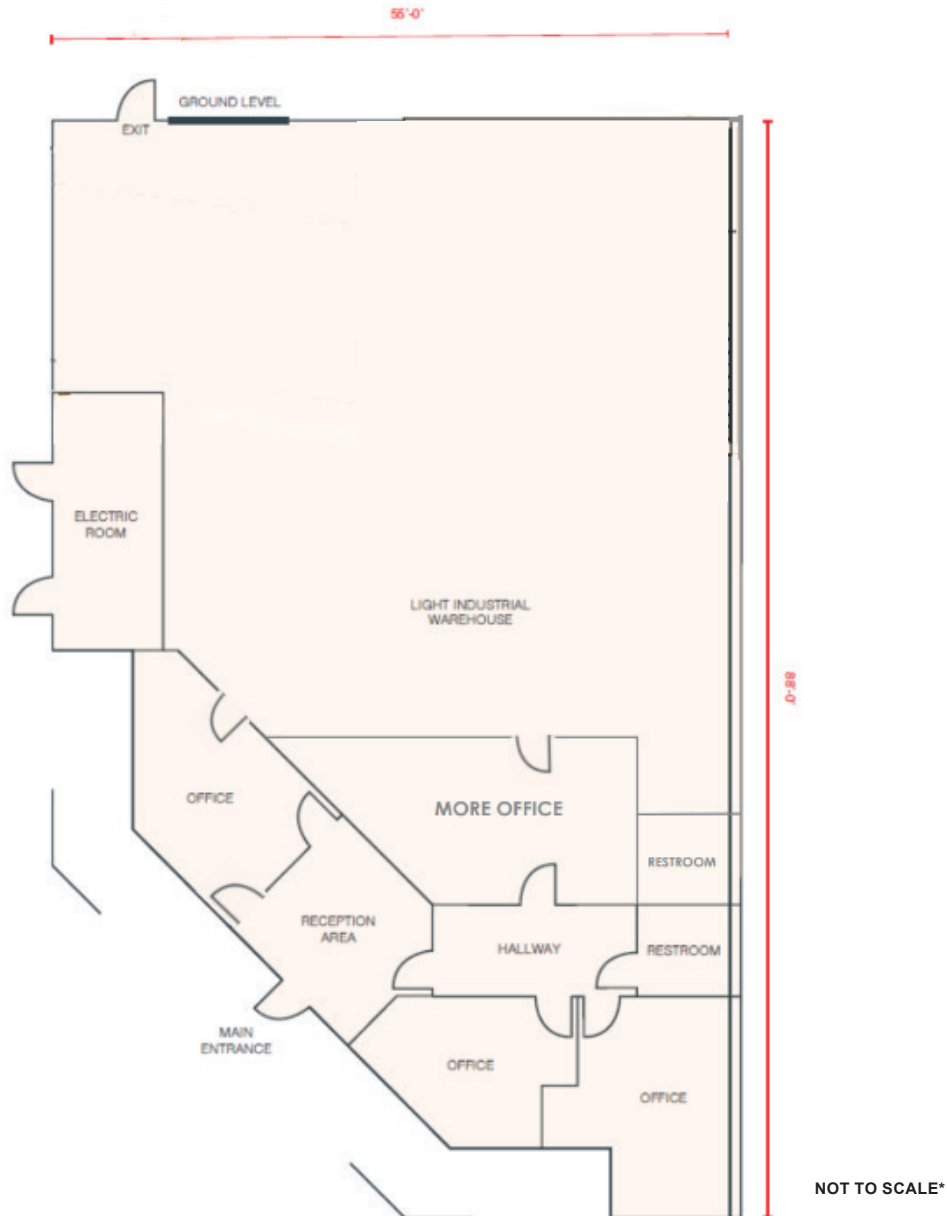 55'-0"
GROUND LEVEL
EXIT
ELECTRIC
ROOM
LIGHT INDUSTRIAL
WAREHOUSE
88'-0"
OFFICE
MORE OFFICE
RESTROOM
RECEPTION
AREA
HALLWAY
RESTROOM
MAIN
ENTRANCE
OFFICE
OFFICE
NOT TO SCALE*